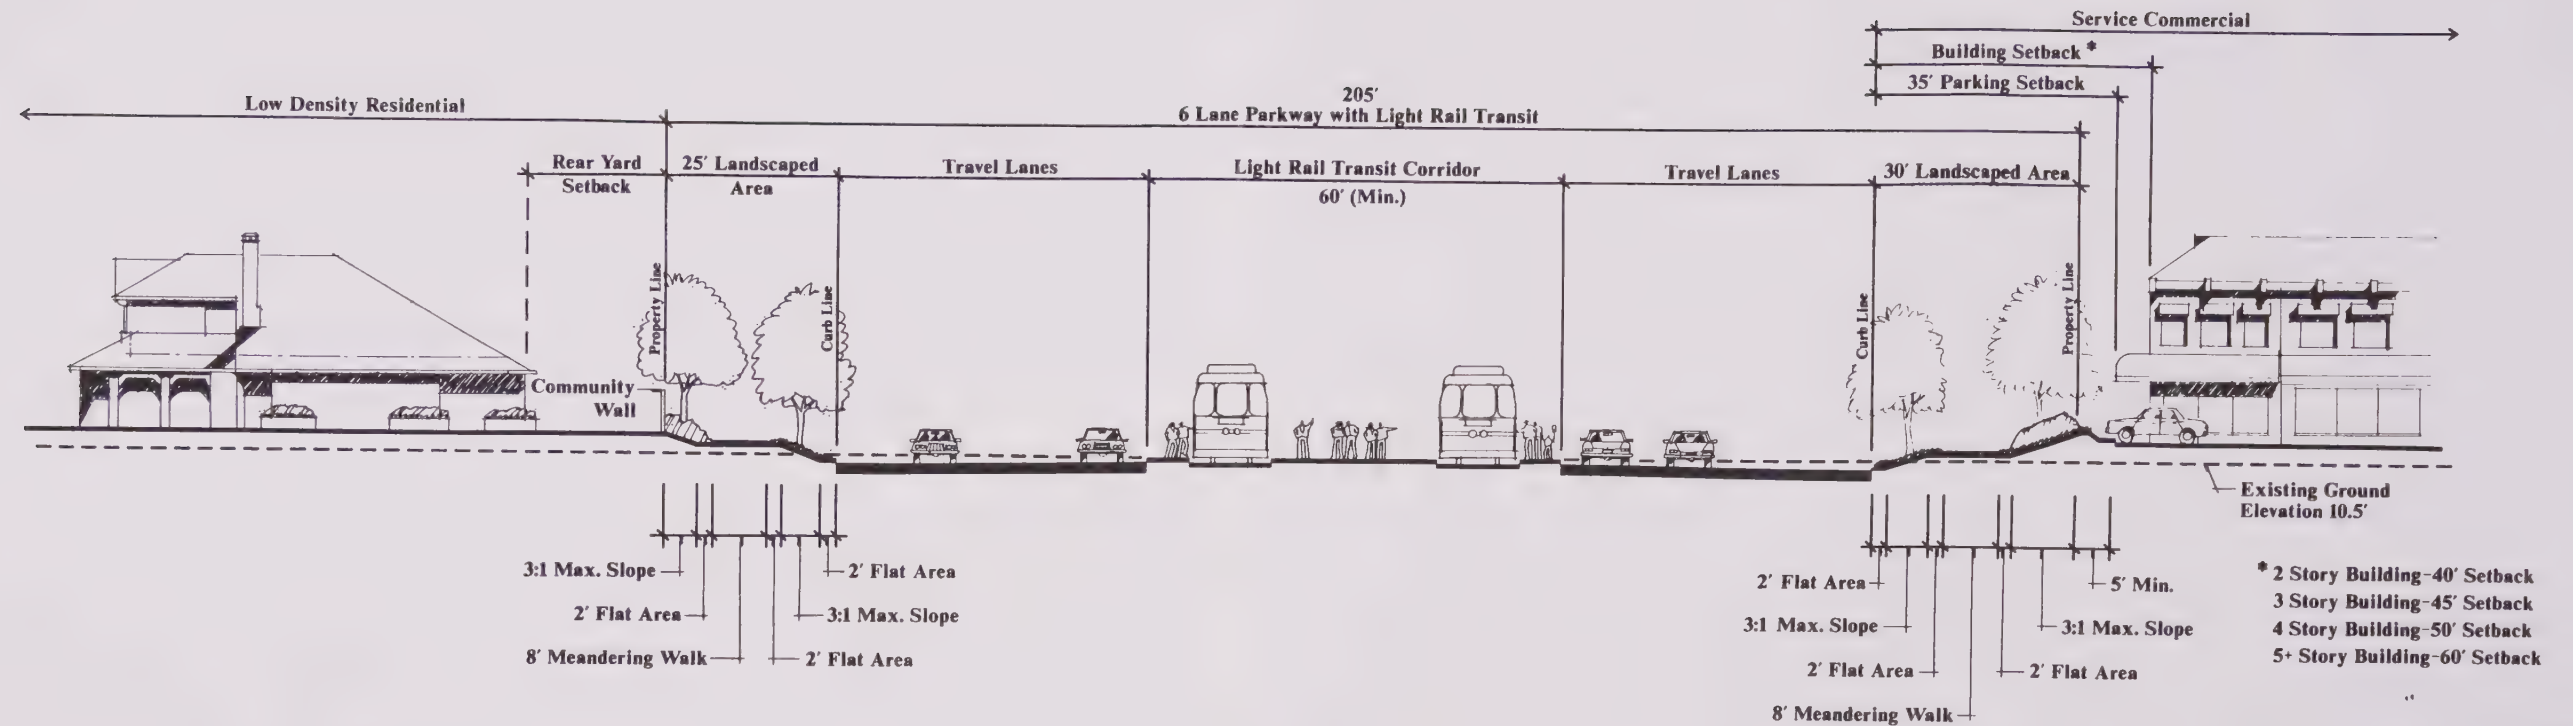 Service Commercial
Building Setback *
35' Parking Setback
205'
6 Lane Parkway with Light Rail Transit
Low Density Residential
Rear Yard
Setback
25' Landscaped
Area
Travel Lanes
Light Rail Transit Corridor
60' (Min.)
Travel Lanes
30' Landscaped Area
Property Line
Curb Line
Curb Line
Property Line
Community
Wall
Existing Ground
Elevation 10.5'
3:1 Max. Slope
2' Flat Area
2' Flat Area
3:1 Max. Slope
8' Meandering Walk
2' Flat Area
2' Flat Area
5' Min.
3:1 Max. Slope
3:1 Max. Slope
2' Flat Area
2' Flat Area
8' Meandering Walk
* 2 Story Building-40' Setback
3 Story Building-45' Setback
4 Story Building-50' Setback
5+ Story Building-60' Setback